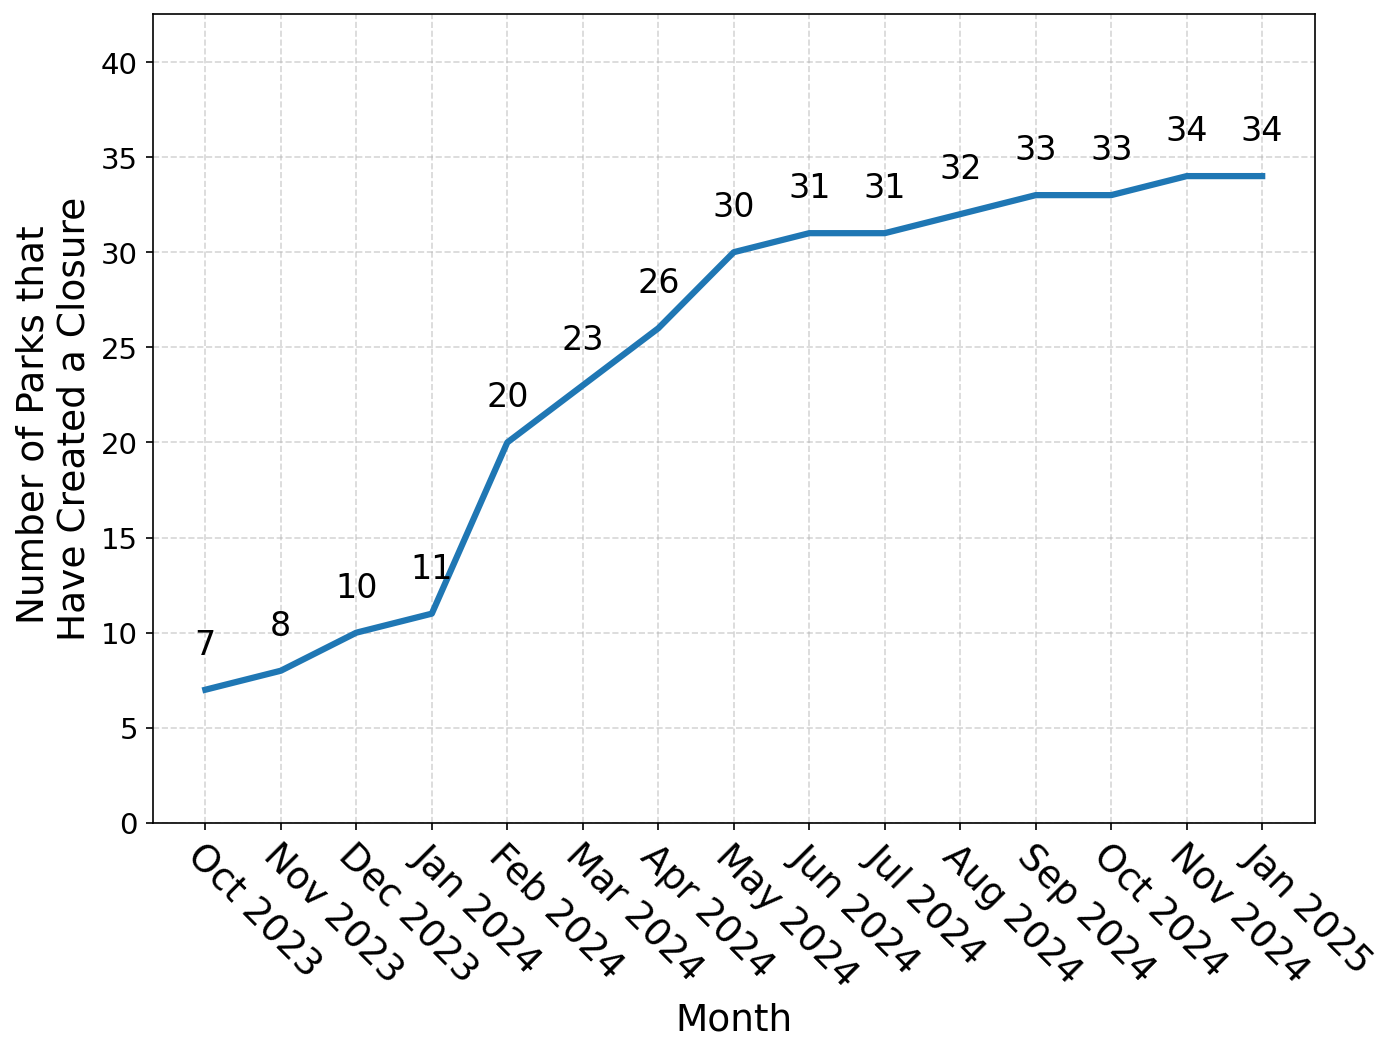 Number of Parks that
Have Created a Closure
40
35
30
25
20
15
10
5
0
7
8
10
11
20
23
26
30
31
31
32
33
33
34
34
Oct 2023
Nov 2023
Dec 2023
Jan 2024
Feb 2024
Mar 2024
Apr 2024
May 2024
Jun 2024
Jul 2024
Aug 2024
Sep 2024
Oct 2024
Nov 2024
Jan 2025
Month